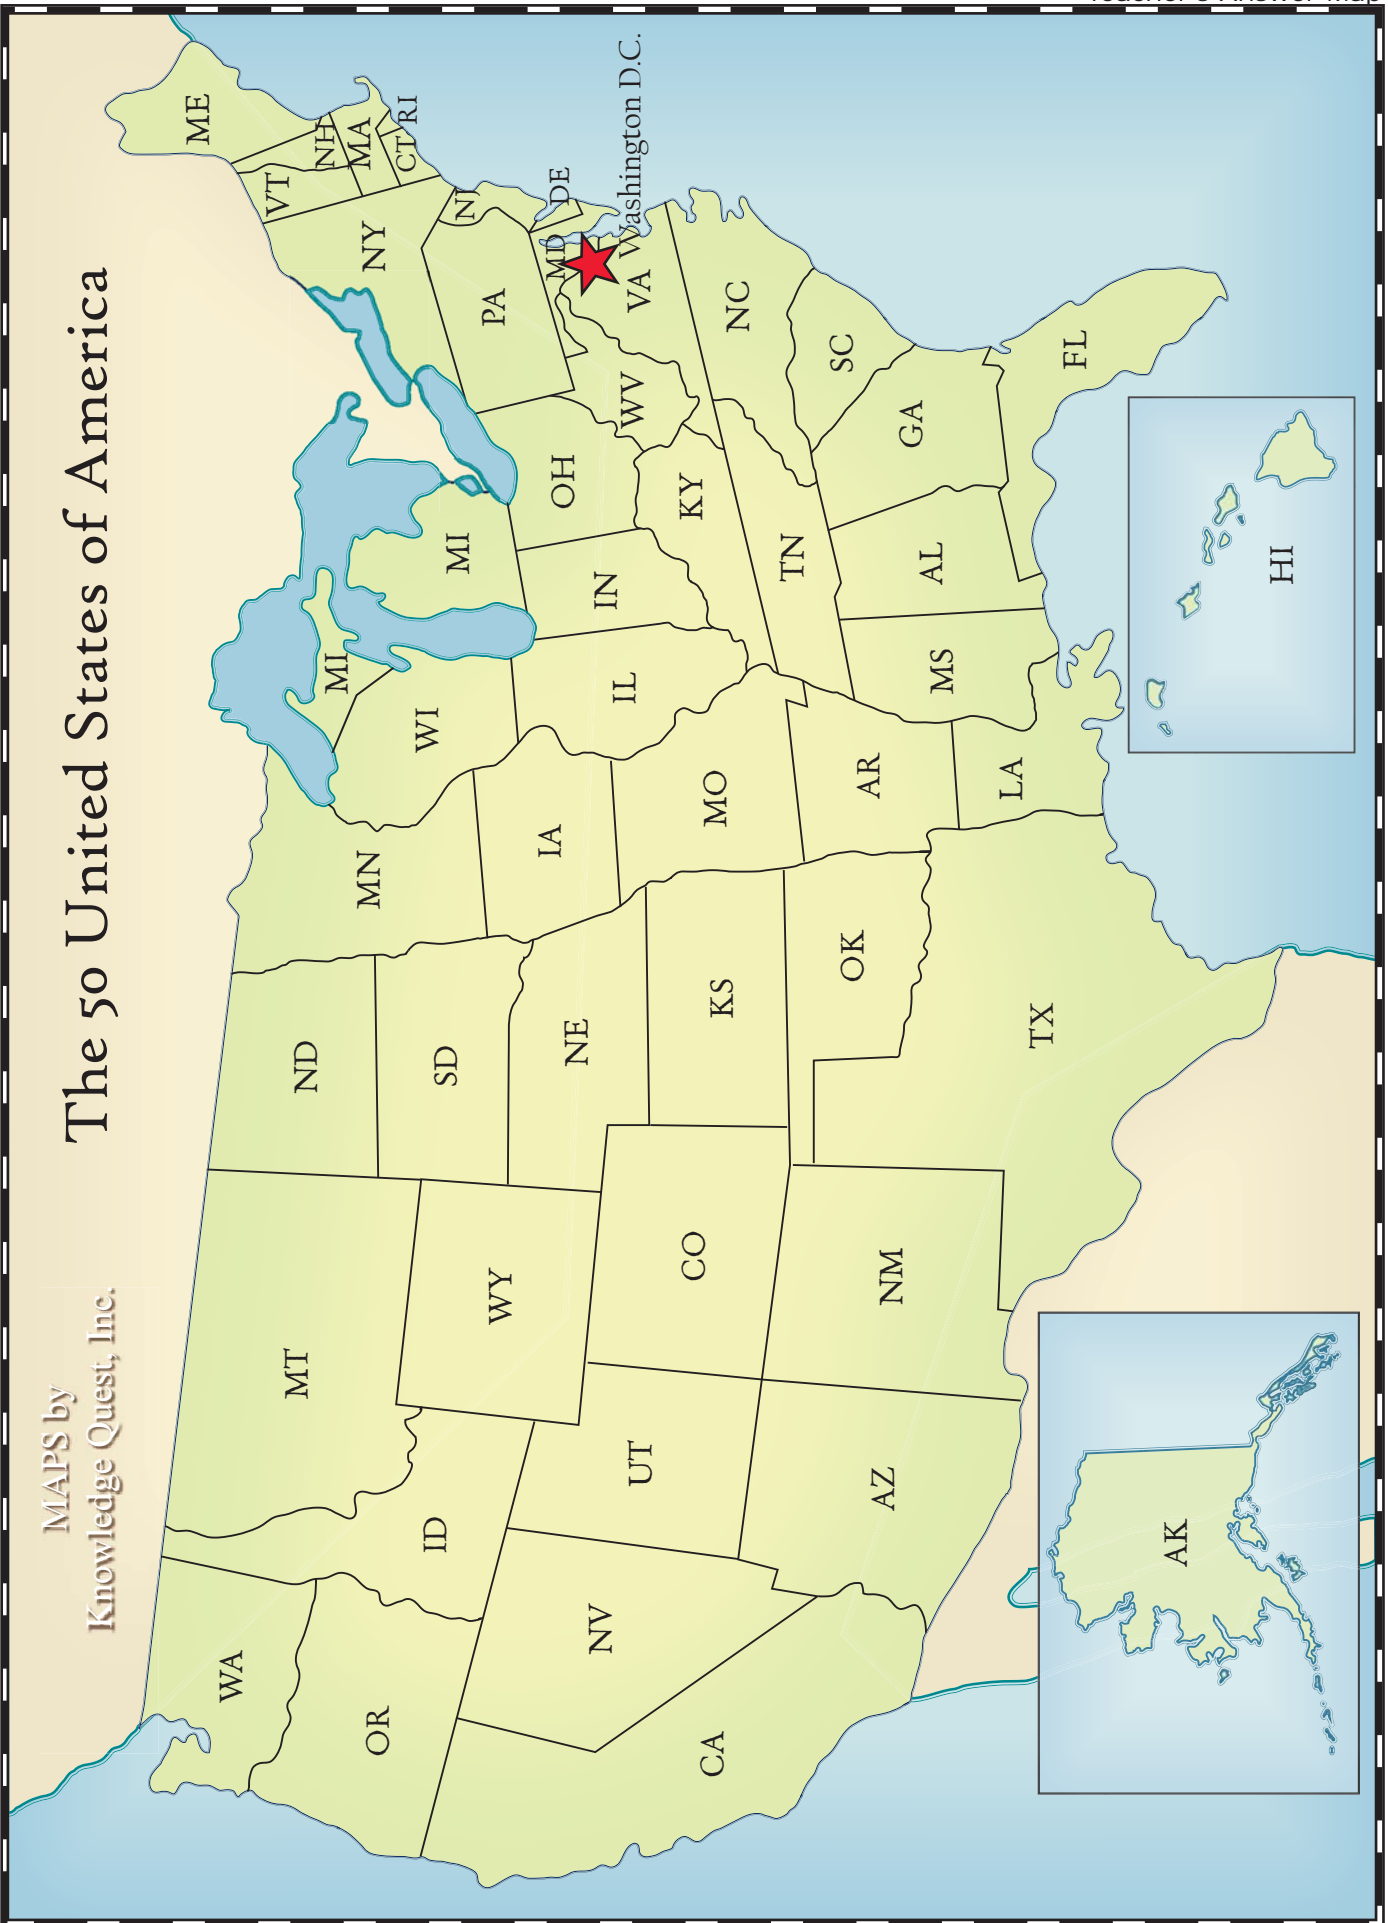 Teacher's Answer Map
The 50 United States of America
MAPS by
Knowledge Quest, Inc.
WA
MT
ND
MN
MI
ME
VT
NH
MA
RI
CT
NY
OR
ID
SD
WI
MI
NJ
PA
WY
NE
IA
OH
DE
MD
Washington D.C.
NV
UT
CO
KS
MO
IL
IN
KY
WV
VA
CA
AZ
NM
OK
AR
TN
NC
SC
TX
LA
MS
AL
GA
FL
AK
HI